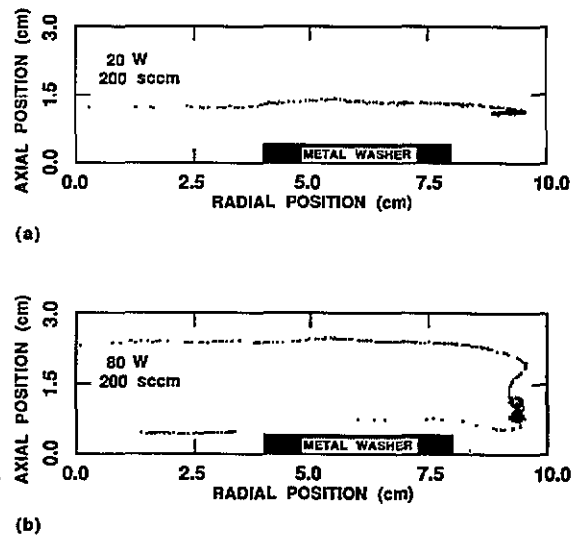 AXIAL POSITION (cm)
3.0
1.5
0.0
20 W
200 sccm
METAL WASHER
0.0 2.5 5.0 7.5 10.0
RADIAL POSITION (cm)
(a)
AXIAL POSITION (cm)
3.0
1.5
0.0
80 W
200 sccm
METAL WASHER
0.0 2.5 5.0 7.5 10.0
RADIAL POSITION (cm)
(b)